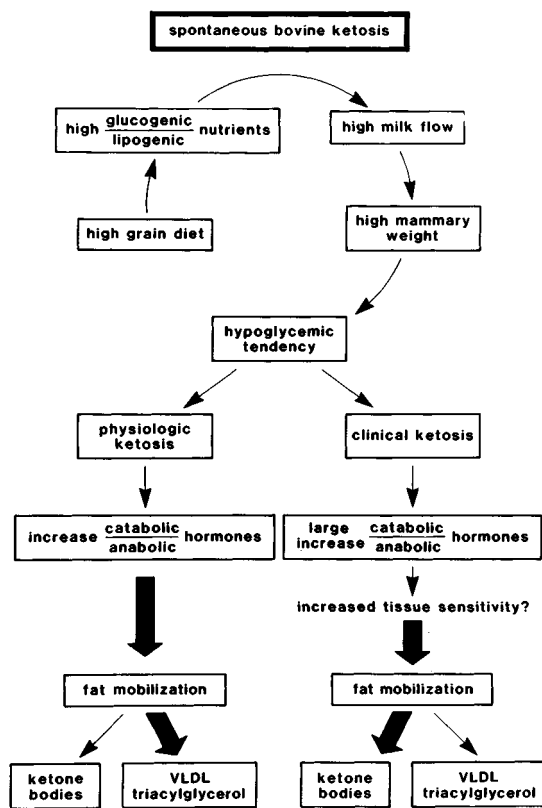 spontaneous bovine ketosis
high glucogenic nutrients
lipogenic
high milk flow
high grain diet
high mammary
weight
hypoglycemic
tendency
physiologic
ketosis
clinical ketosis
increase catabolic hormones
anabolic
large catabolic hormones
increase anabolic
increased tissue sensitivity?
fat mobilization
fat mobilization
ketone
bodies
VLDL
triacylglycerol
ketone
bodies
VLDL
triacylglycerol